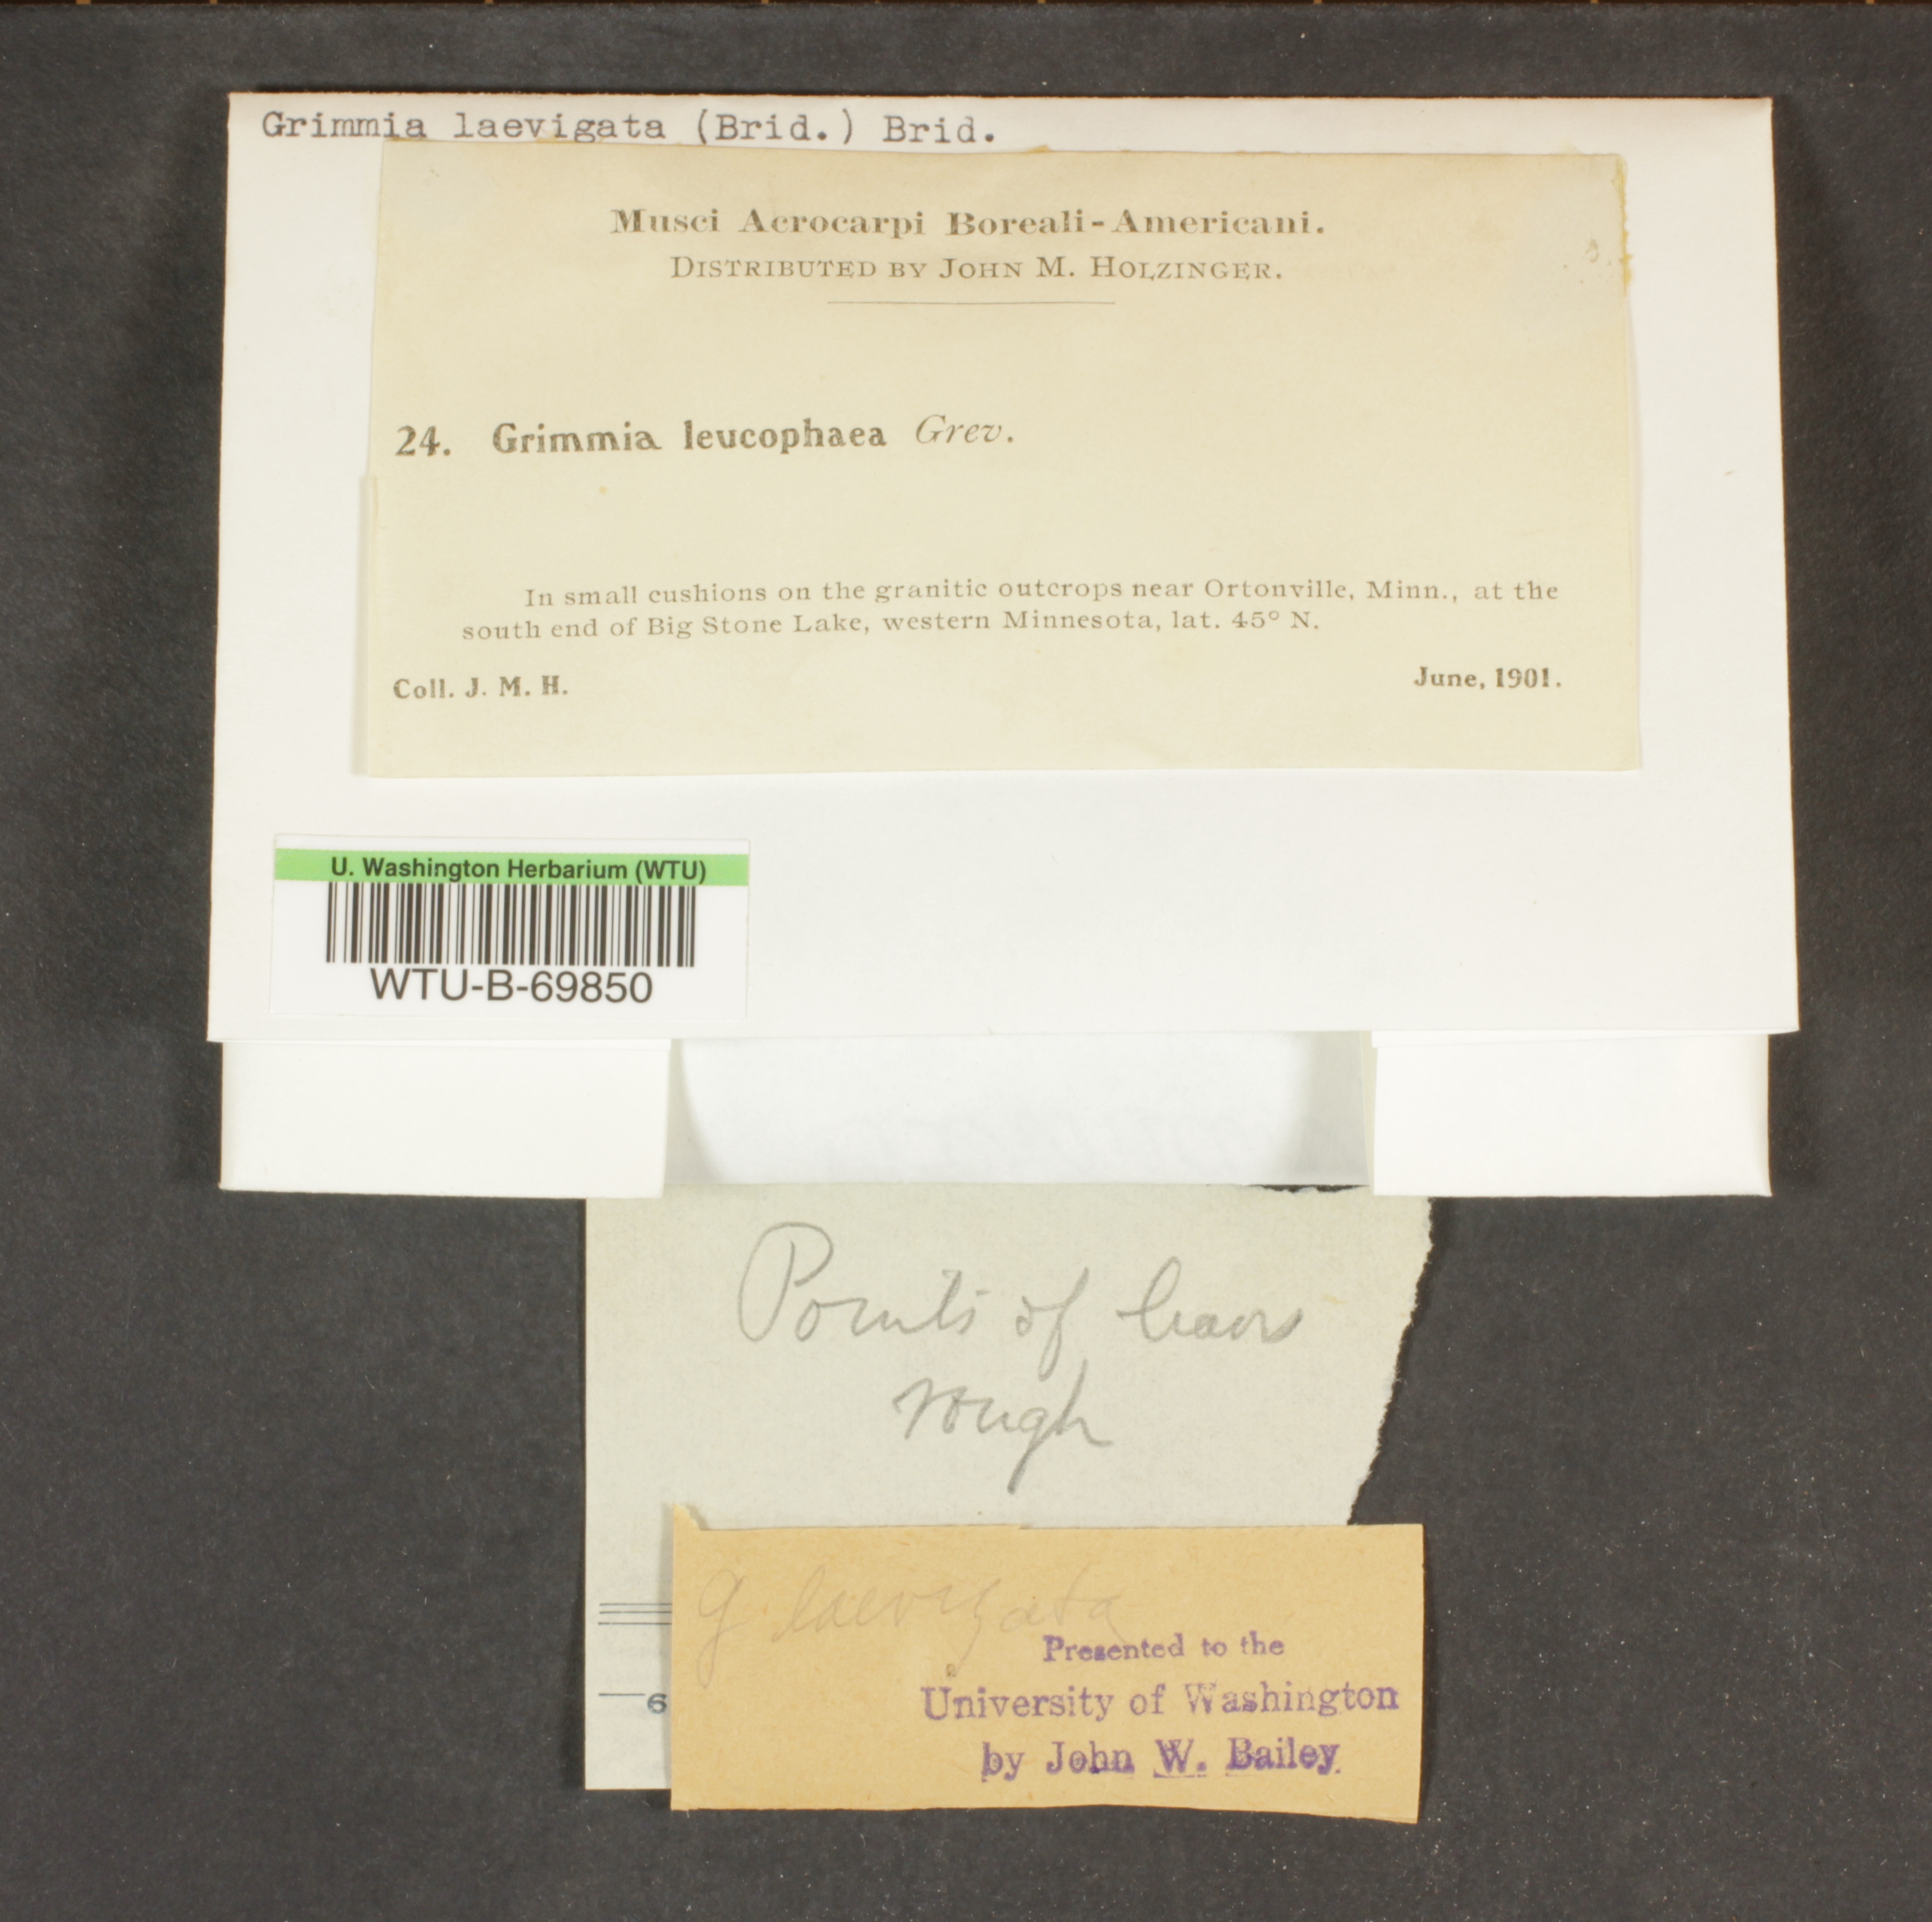 Grimmia laevigata (Brid.) Brid.
Musci Acrocarpi Boreali-Americani.
DISTRIBUTED BY JOHN M. HOLZINGER.
24. Grimmia leucophaea Grev.
In small cushions on the granitic outcrops near Ortonville, Minn., at the
south end of Big Stone Lake, western Minnesota, lat. 45° N.
Coll. J. M. H.
June, 1901.
U. Washington Herbarium (WTU)
WTU-B-69850
Points of leaves
rough
G laevigata
Presented to the
University of Washington
by John W. Bailey
6